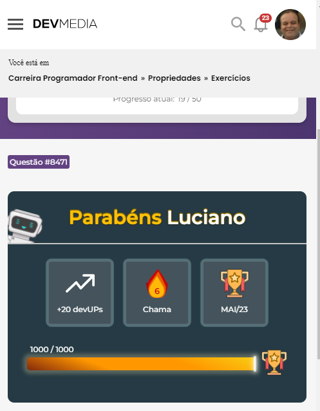 DEVMEDIA
23
Você está em
Carreira Programador Front-end » Propriedades » Exercícios
Progresso atual: 19 / 50
Questão #8471
Parabéns Luciano
6
+20 devUPs
Chama
MAI/23
1000 / 1000